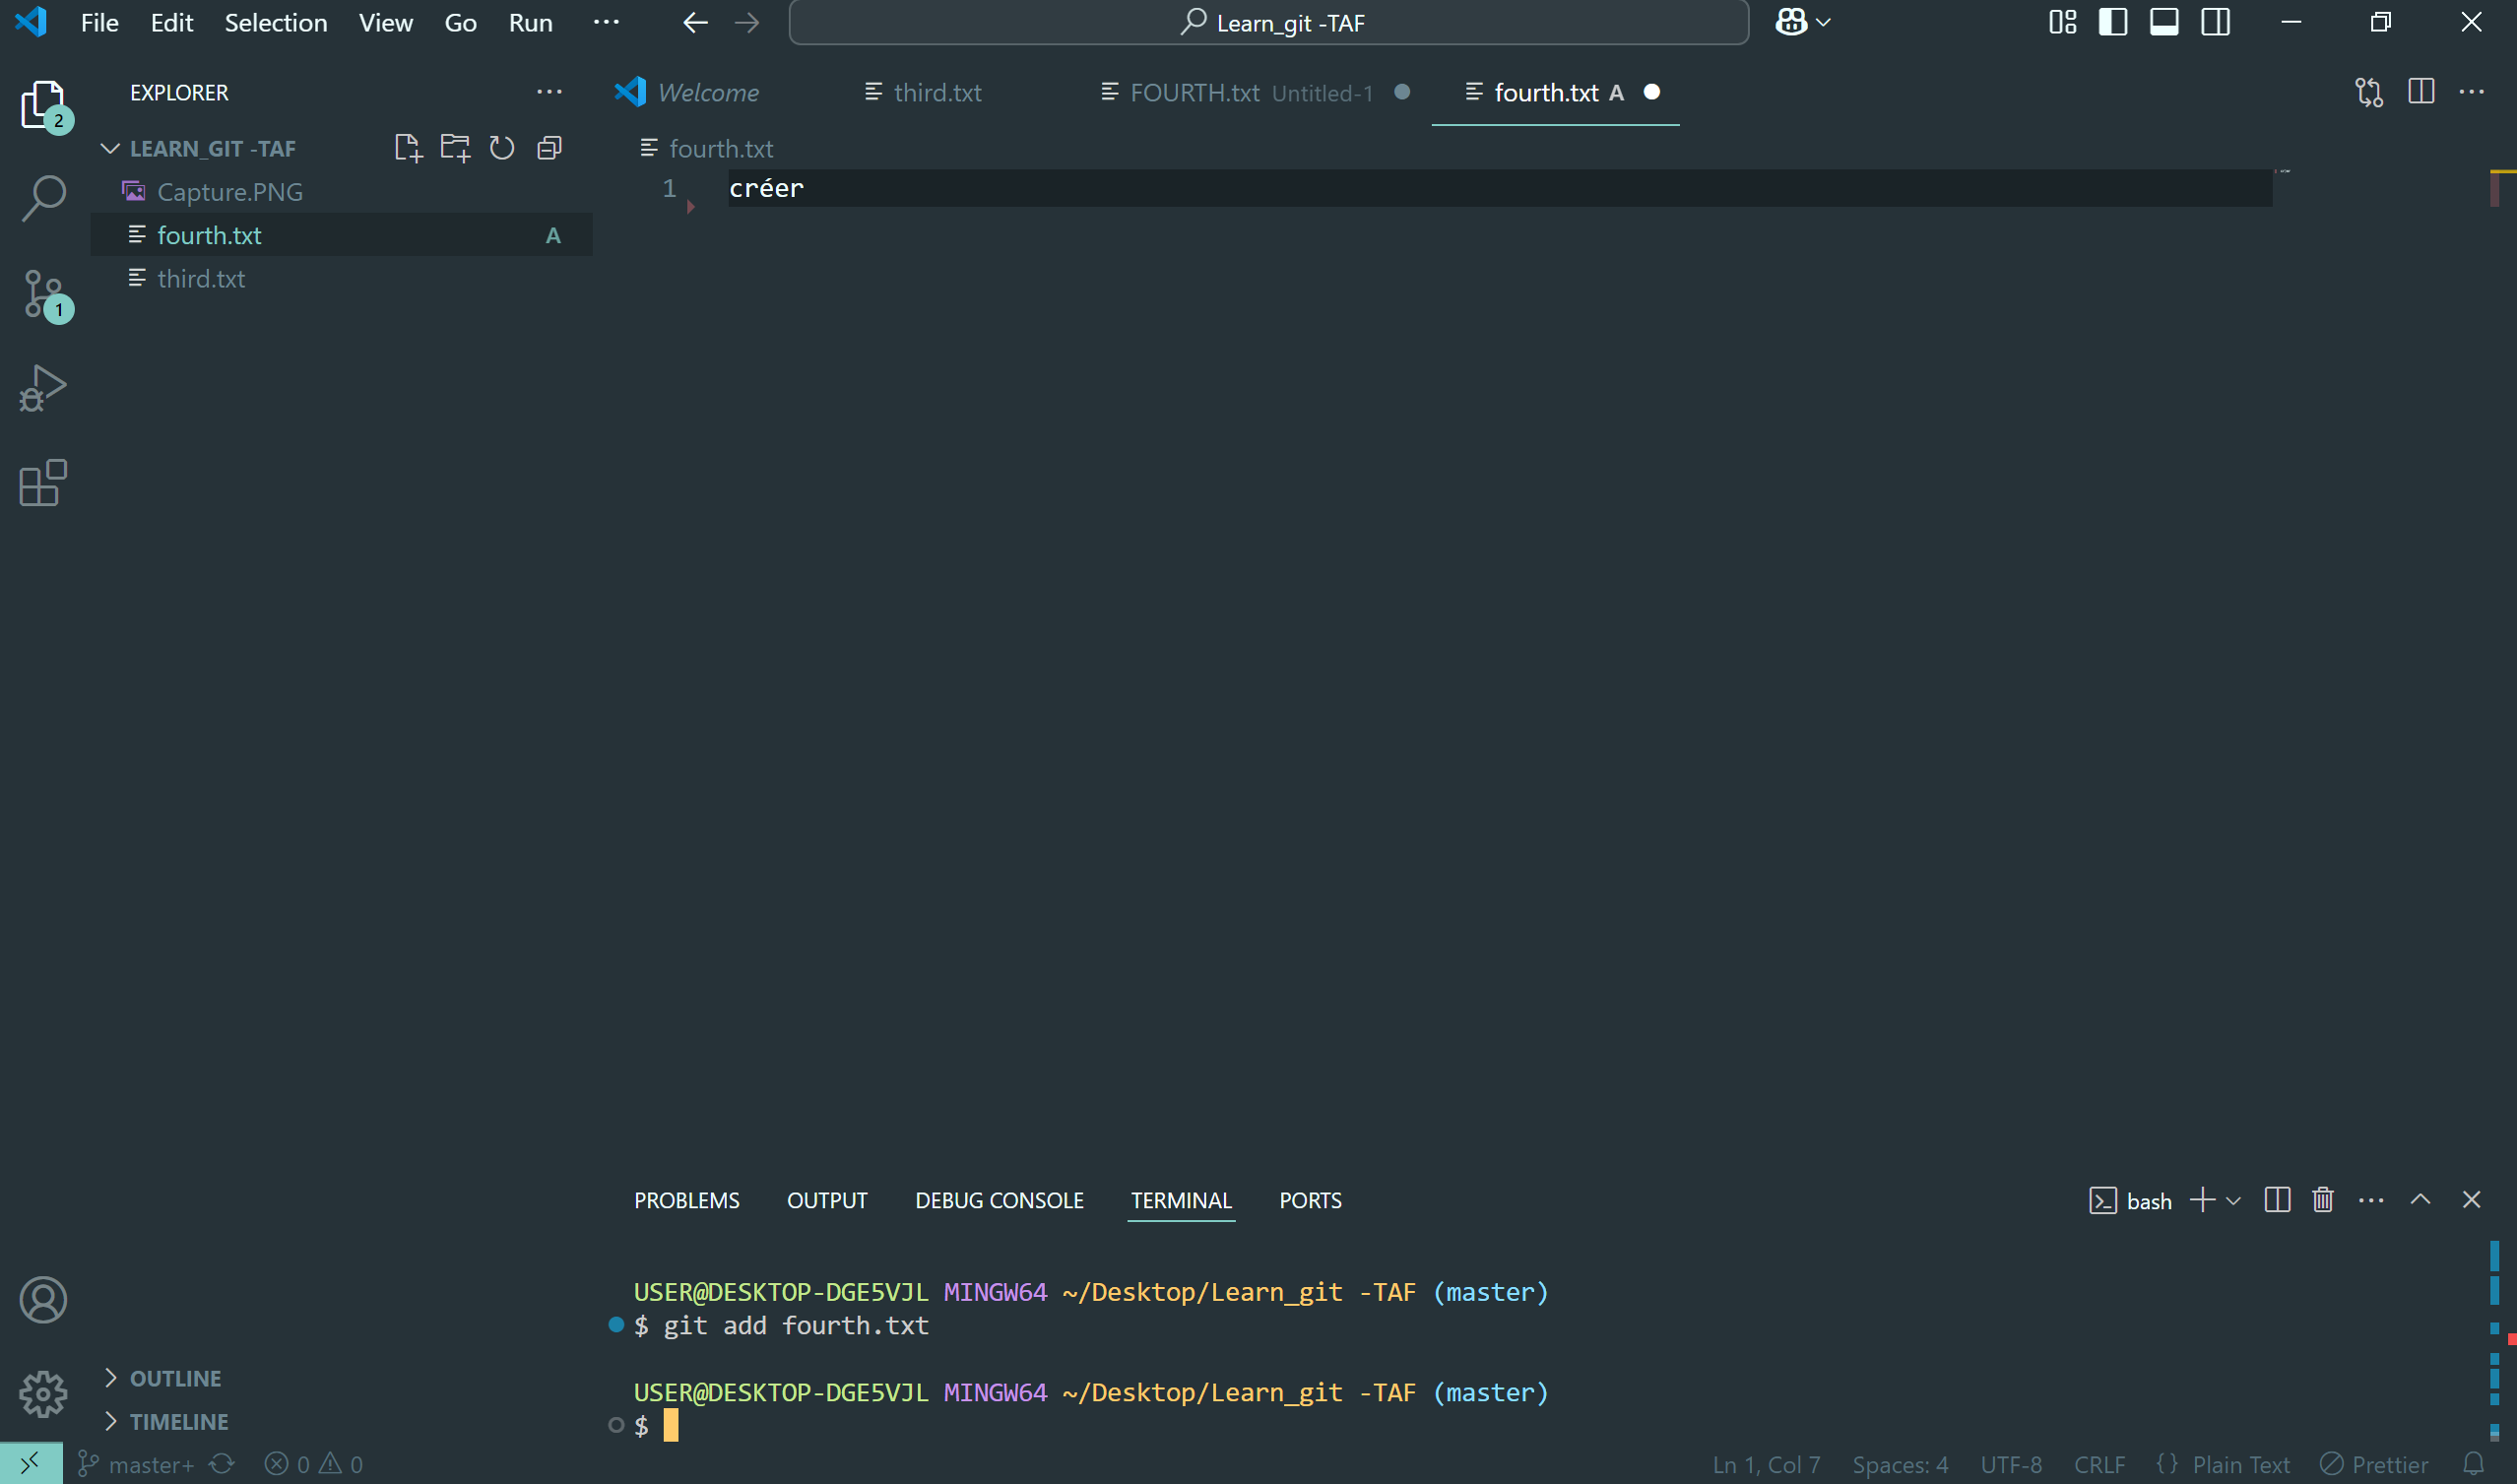 File Edit Selection View Go Run ··· Learn_git -TAF
EXPLORER ···
2
LEARN_GIT -TAF
Capture.PNG
fourth.txt A
third.txt
1
Welcome third.txt FOURTH.txt Untitled-1 fourth.txt A
fourth.txt
1 créer
PROBLEMS OUTPUT DEBUG CONSOLE TERMINAL PORTS bash
USER@DESKTOP-DGE5VJL MINGW64 ~/Desktop/Learn_git -TAF (master)
$ git add fourth.txt
USER@DESKTOP-DGE5VJL MINGW64 ~/Desktop/Learn_git -TAF (master)
$
OUTLINE
TIMELINE
master+ 0 0 Ln 1, Col 7 Spaces: 4 UTF-8 CRLF {} Plain Text Prettier